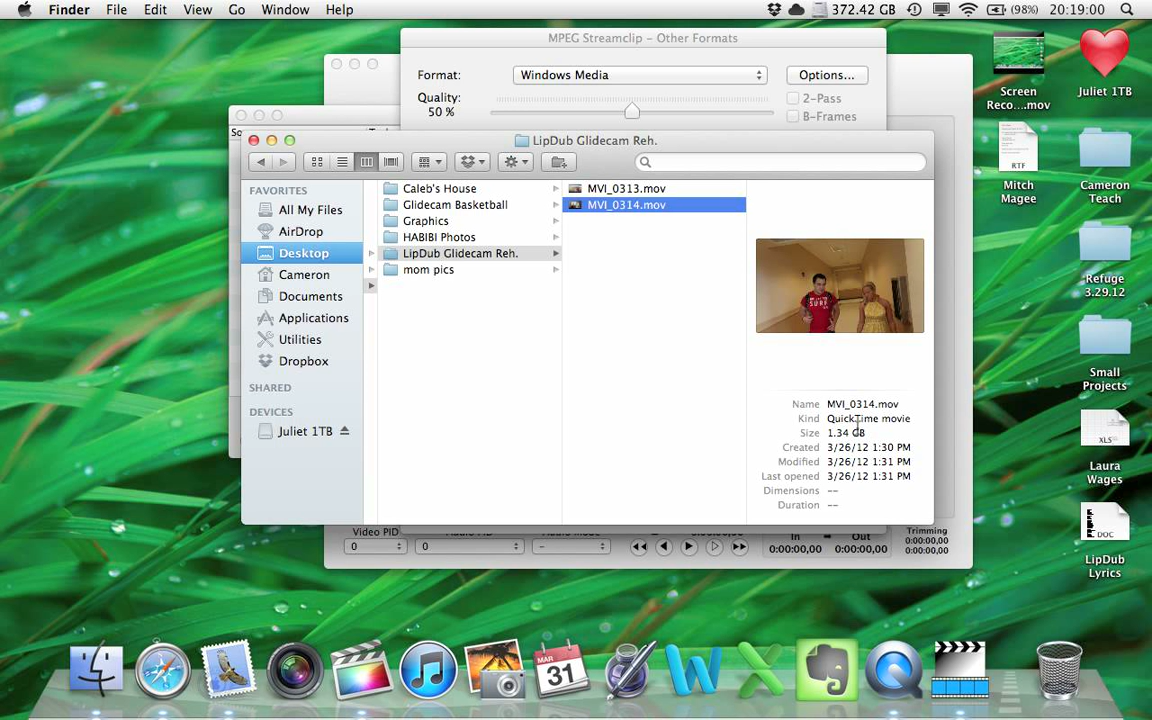 Finder File Edit View Go Window Help 372.42 GB (98%) 20:19:00
MPEG Streamclip – Other Formats
Format: Windows Media Options...
Quality: 2-Pass
50 % B-Frames
LipDub Glidecam Reh.
FAVORITES
All My Files
AirDrop
Desktop
Cameron
Documents
Applications
Utilities
Dropbox
SHARED
DEVICES
Juliet 1TB
Caleb's House
Glidecam Basketball
Graphics
HABIBI Photos
LipDub Glidecam Reh.
mom pics
MVI_0313.mov
MVI_0314.mov
SURF
Name MVI_0314.mov
Kind QuickTime movie
Size 1.34 GB
Created 3/26/12 1:30 PM
Modified 3/26/12 1:31 PM
Last opened 3/26/12 1:31 PM
Dimensions --
Duration --
Video PID
0
0
–
In Out
0:00:00,00 0:00:00,00
Trimming
0:00:00,00
0:00:00,00
Screen
Reco....mov
Juliet 1TB
RTF
Mitch
Magee
Cameron
Teach
Refuge
3.29.12
Small
Projects
XLS
Laura
Wages
DOC
LipDub
Lyrics
MAR
31
W
X